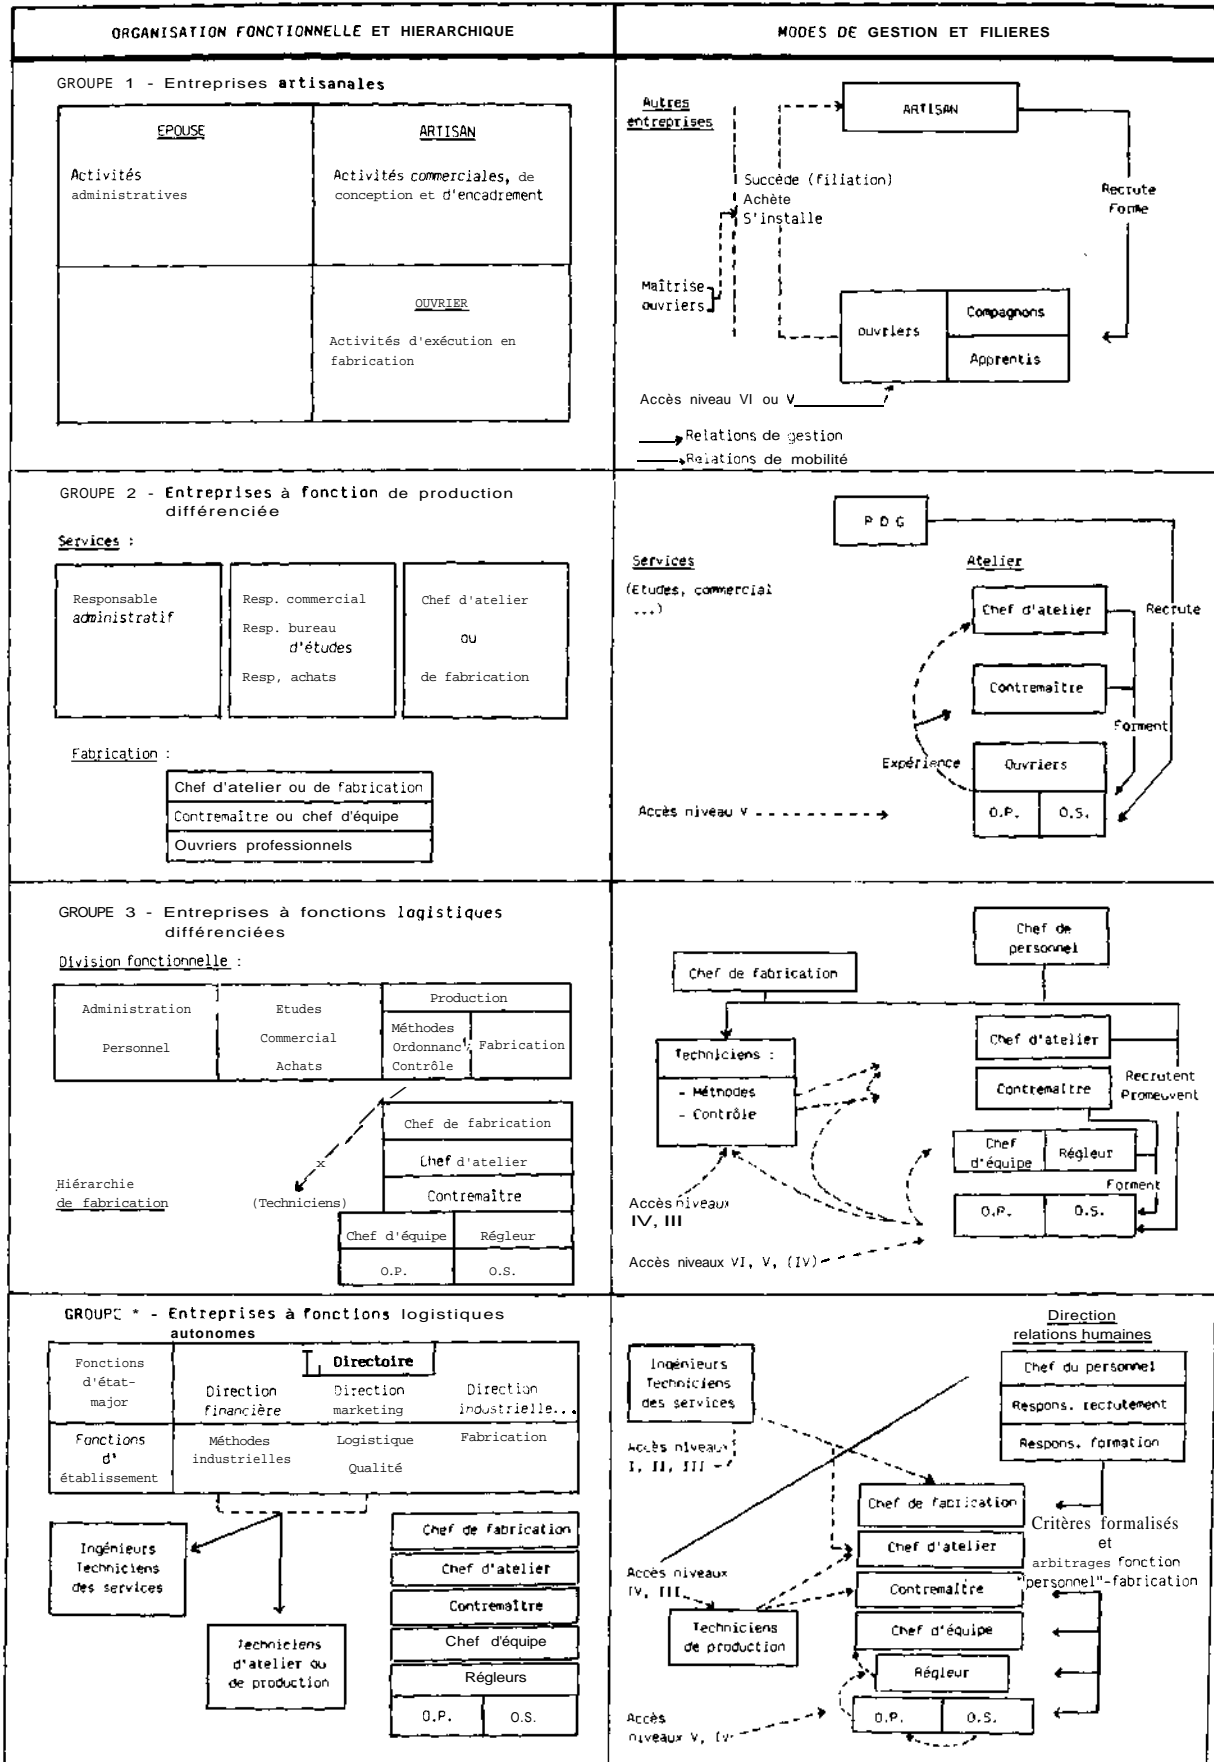 ORGANISATION FONCTIONNELLE ET HIERARCHIQUE
MODES DE GESTION ET FILIERES
GROUPE 1 - Entreprises artisanales
EPOUSE
Activités
administratives
ARTISAN
Activités commerciales, de
conception et d'encadrement
OUVRIER
Activités d'exécution en
fabrication
Autres
entreprises
ARTISAN
Succède (filiation)
Achète
S'installe
Recrute
Forme
Maîtrise
ouvriers
ouvriers
Compagnons
Apprentis
Accès niveau VI ou V
Relations de gestion
Relations de mobilité
GROUPE 2 - Entreprises à fonction de production
différenciée
Services :
Responsable
administratif
Resp. commercial
Resp. bureau
d'études
Resp, achats
Chef d'atelier
ou
de fabrication
Fabrication :
Chef d'atelier ou de fabrication
Contremaître ou chef d'équipe
Ouvriers professionnels
P D G
Services
(Etudes, commercial
...)
Atelier
Chef d'atelier
Recrute
Contremaître
Forment
Expérience
Ouvriers
O.P.
O.S.
Accès niveau V
GROUPE 3 - Entreprises à fonctions logistiques
différenciées
Division fonctionnelle :
Administration
Personnel
Etudes
Commercial
Achats
Production
Méthodes
Ordonnanc'
Contrôle
Fabrication
Chef de fabrication
x
Chef d'atelier
Contremaître
Hiérarchie
de fabrication
(Techniciens)
Chef d'équipe
Régleur
O.P.
O.S.
Chef de
personnel
Chef de fabrication
Techniciens :
- Méthodes
- Contrôle
Chef d'atelier
Contremaître
Recrutent
Promeuvent
Chef
d'équipe
Régleur
Forment
O.P.
O.S.
Accès niveaux
IV, III
Accès niveaux VI, V, (IV)
GROUPE * - Entreprises à fonctions logistiques
autonomes
Fonctions
d'état-
major
Directoire
Direction
financière
Direction
marketing
Direction
industrielle...
Fonctions
d'
établissement
Méthodes
industrielles
Logistique
Qualité
Fabrication
Ingénieurs
Techniciens
des services
Techniciens
d'atelier ou
de production
Chef de fabrication
Chef d'atelier
Contremaître
Chef d'équipe
Régleurs
O.P.
O.S.
Direction
relations humaines
Chef du personnel
Respons. recrutement
Respons. formation
Ingénieurs
Techniciens
des services
Accès niveaux
I, II, III
Chef de fabrication
Chef d'atelier
Contremaître
Chef d'équipe
Régleur
O.P.
O.S.
Critères formalisés
et
arbitrages fonction
"personnel"-fabrication
Accès niveaux
IV, III
Techniciens
de production
Accès
niveaux V, IV